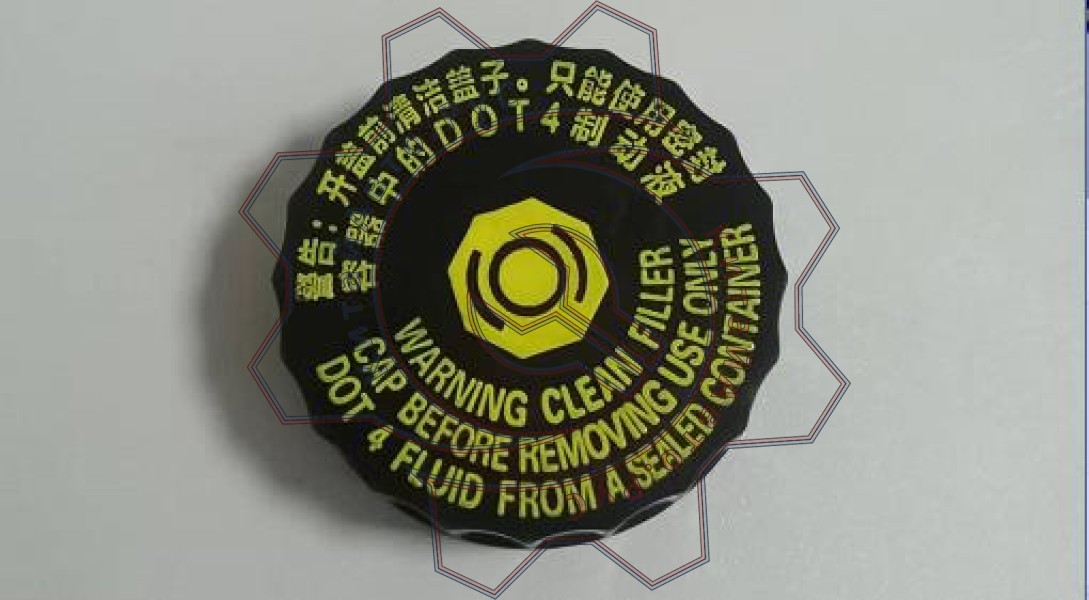 警告：开盖前清洁盖子。只能使用密封
容器中的DOT4制动液
WARNING CLEAN FILLER
CAP BEFORE REMOVING USE ONLY
DOT 4 FLUID FROM A SEALED CONTAINER